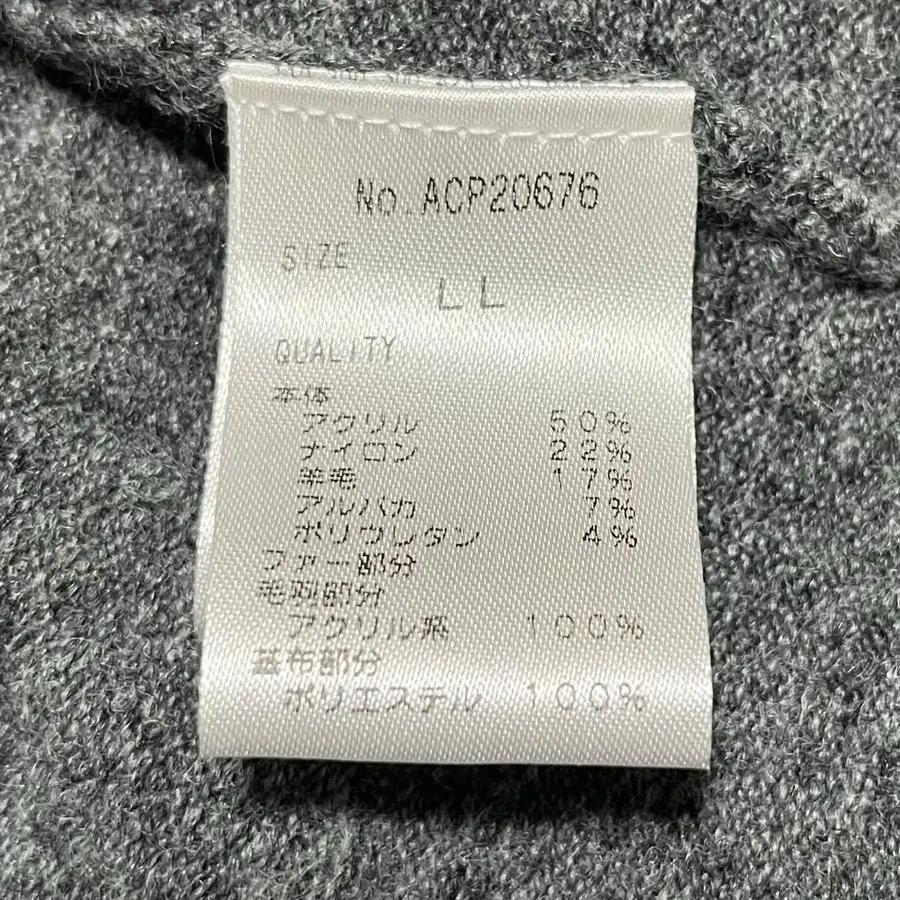 No. ACP20676
SIZE
LL
QUALITY
本体
アクリル 50%
ナイロン 22%
羊毛 17%
アルパカ 7%
ポリウレタン 4%
ファー部分
毛羽部分
アクリル系 100%
基布部分
ポリエステル 100%